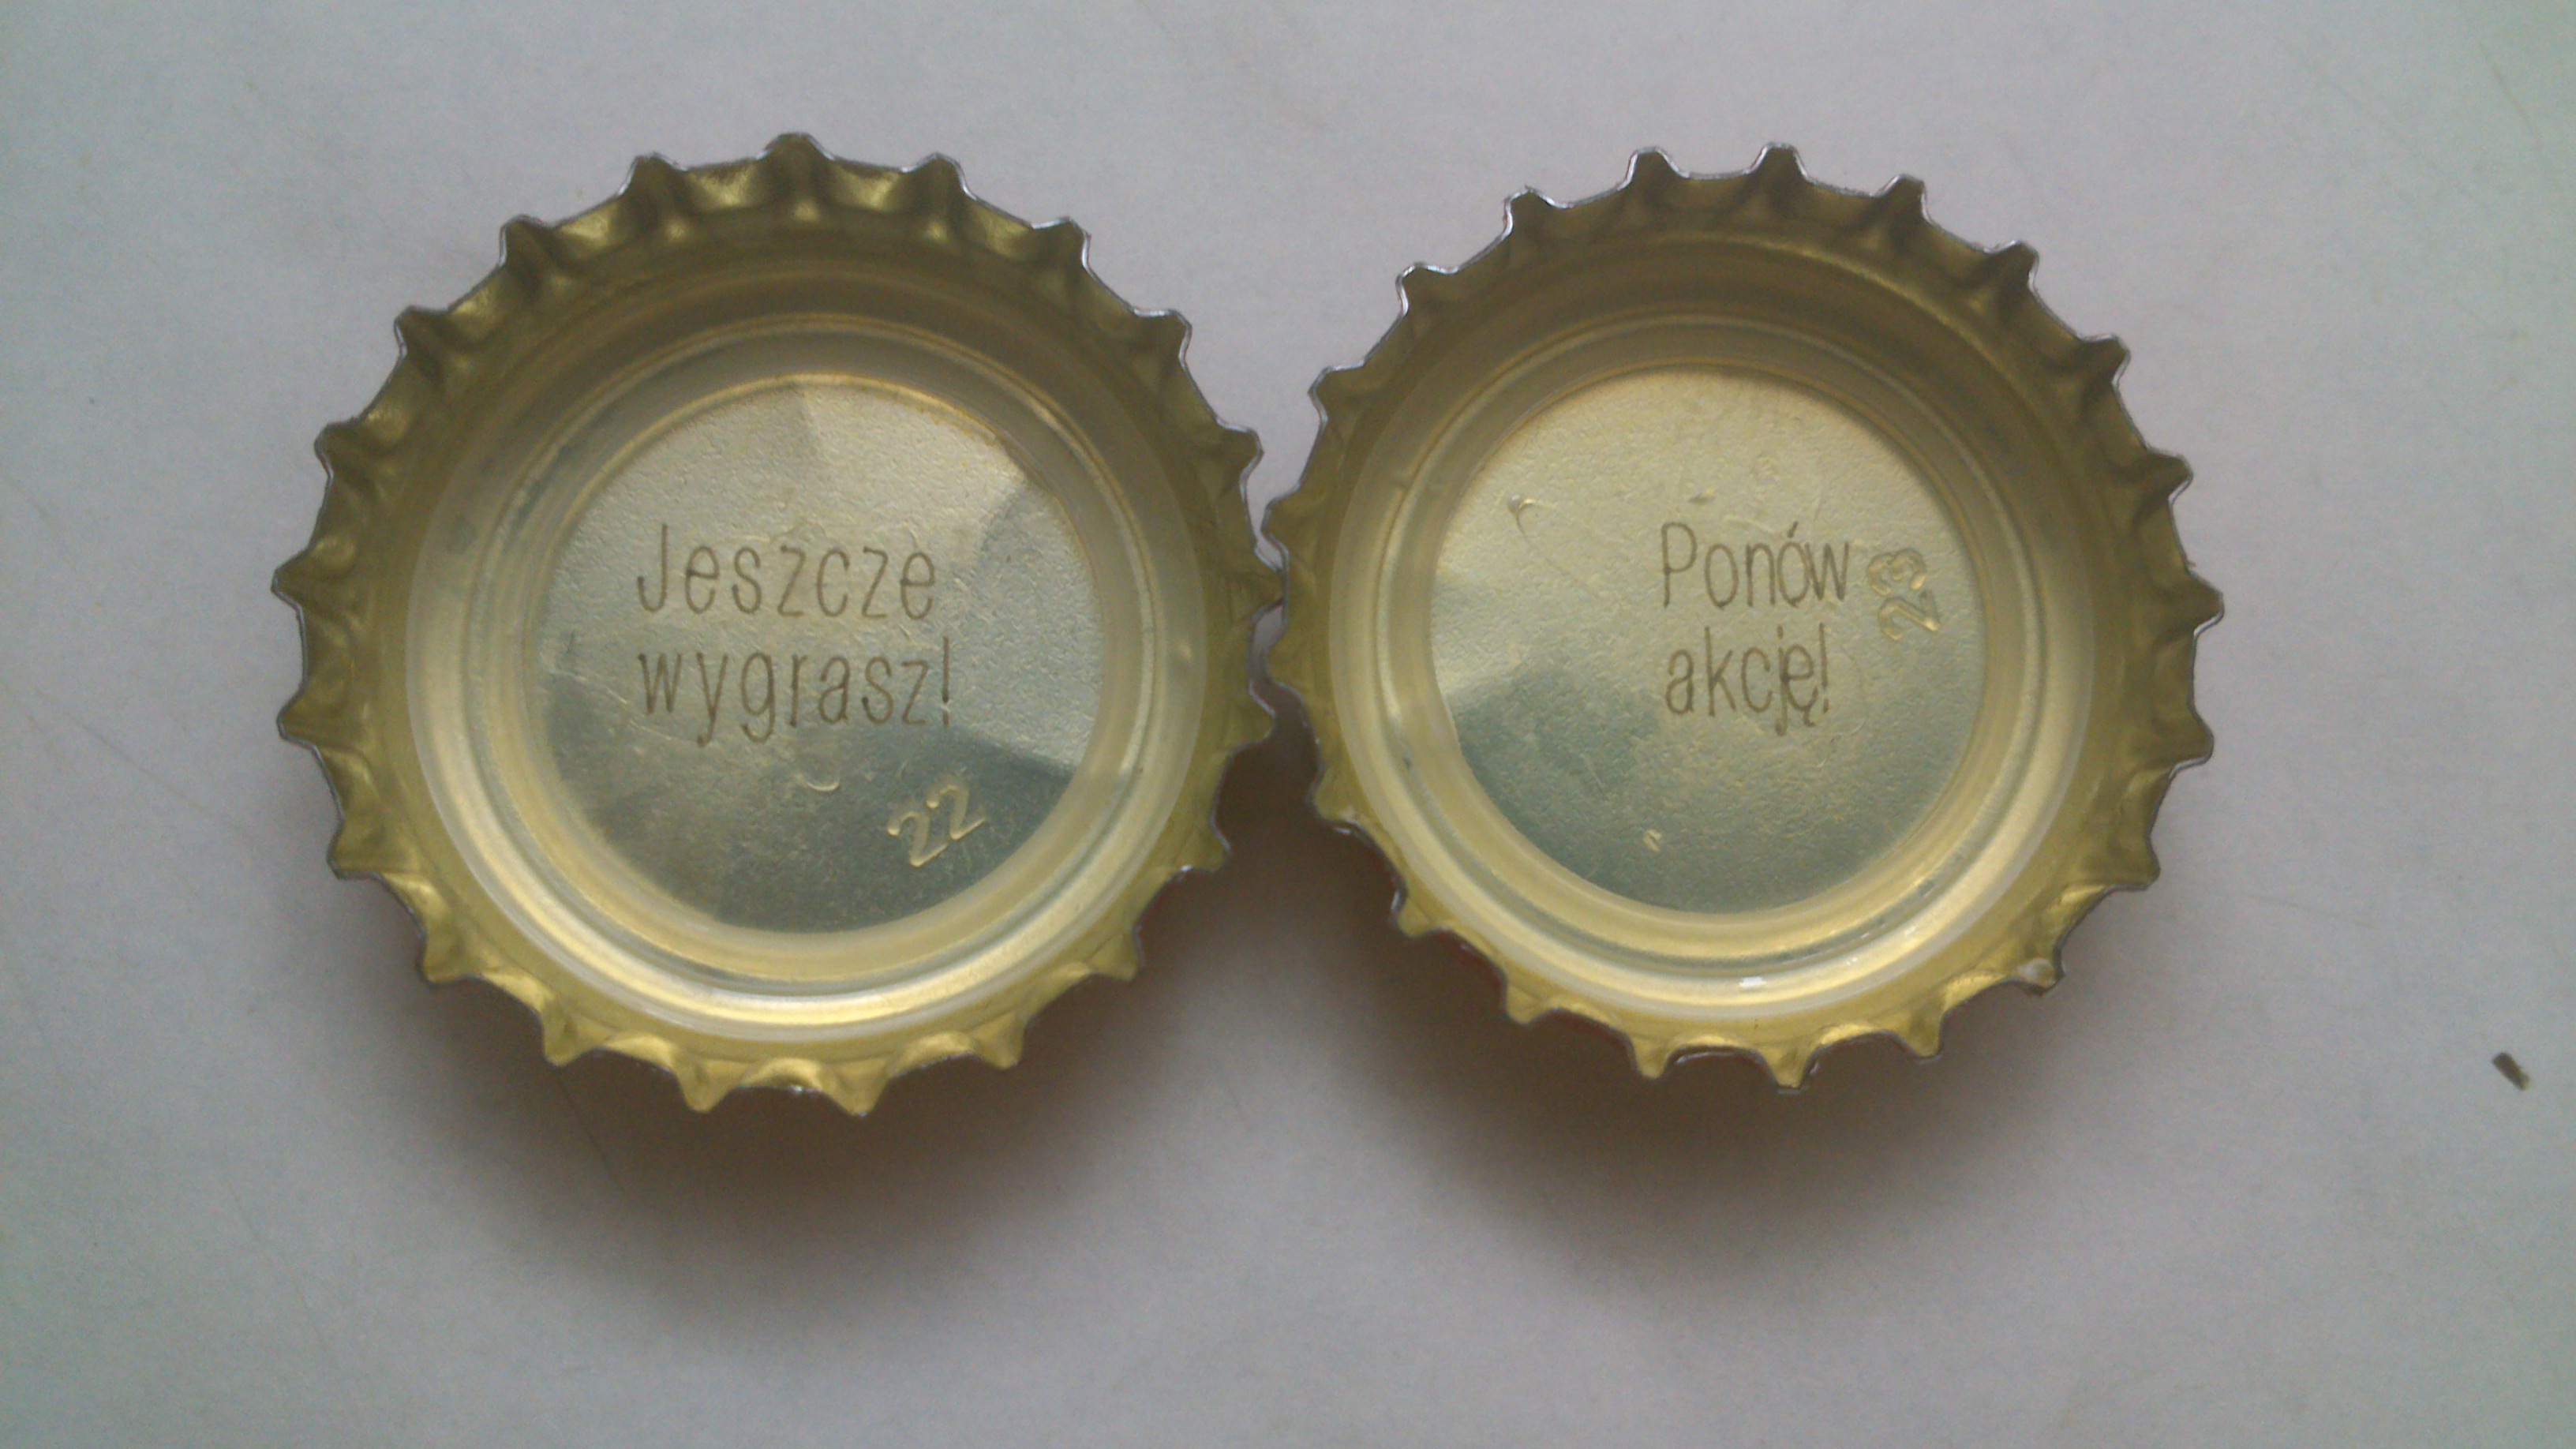 Jeszcze
wygrasz!
22
Ponów
akcję!
23